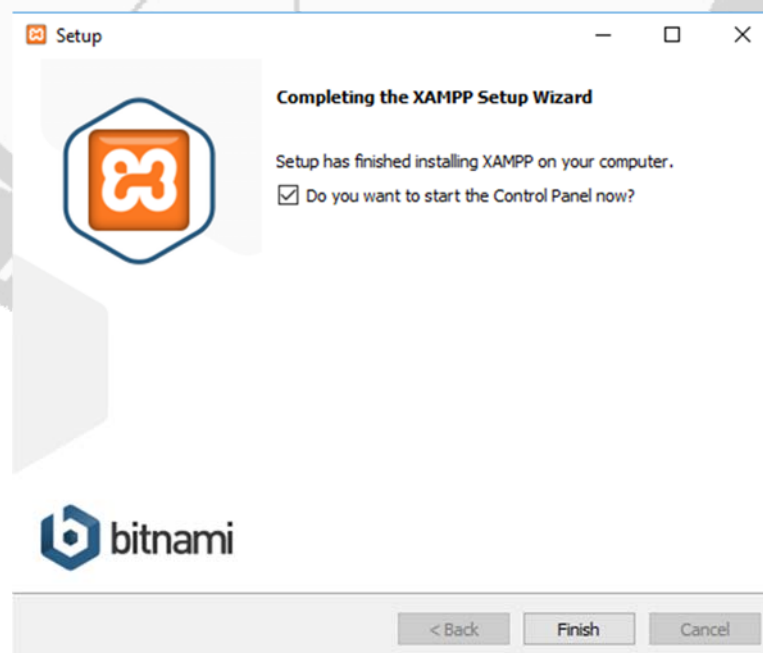 Setup
Completing the XAMPP Setup Wizard
Setup has finished installing XAMPP on your computer.
Do you want to start the Control Panel now?
bitnami
< Back Finish Cancel